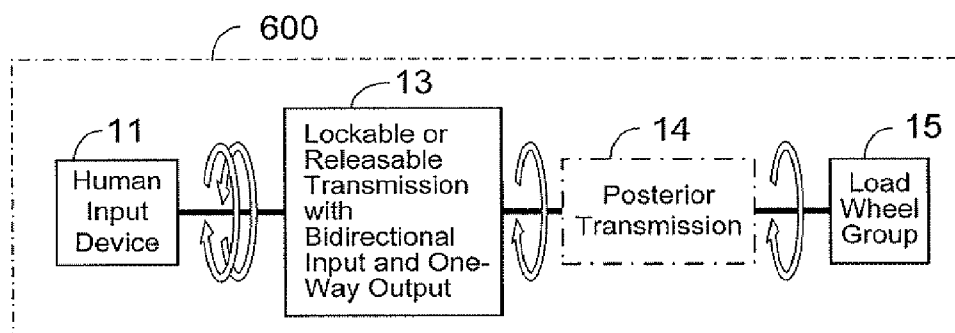 600
11
Human
Input
Device
13
Lockable or
Releasable
Transmission
with
Bidirectional
Input and One-
Way Output
14
Posterior
Transmission
15
Load
Wheel
Group